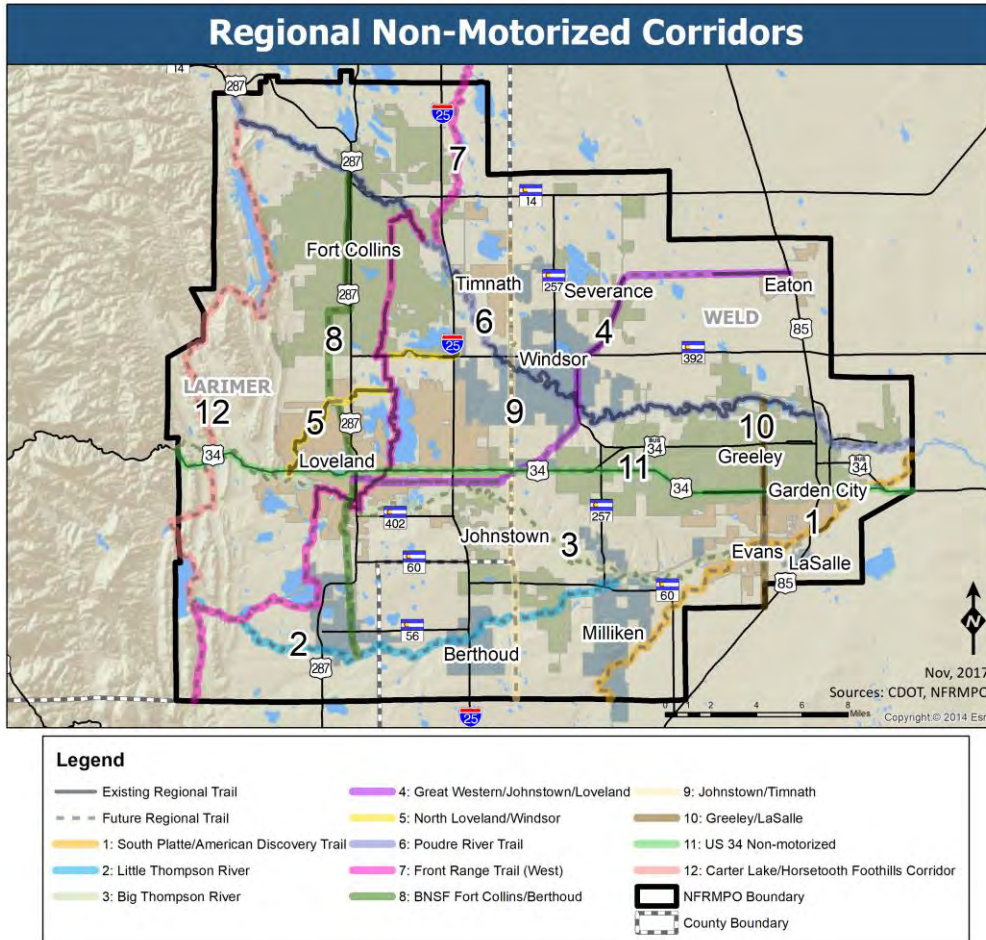 Regional Non-Motorized Corridors
14
287
25
7
287
14
Fort Collins
Timnath
257
Severance
Eaton
287
6
4
WELD
85
8
25
392
Windsor
LARIMER
12
5
287
9
10
34
Loveland
34
BUS
34
Greeley
BUS
34
11
34
Garden City
402
257
1
Johnstown
3
Evans
LaSalle
60
60
85
Milliken
56
2
287
Berthoud
N
Nov, 2017
Sources: CDOT, NFRMPO
25
0 1 2 4 6 8
Miles
Copyright:© 2014 Esr
Legend
Existing Regional Trail
Future Regional Trail
1: South Platte/American Discovery Trail
2: Little Thompson River
3: Big Thompson River
4: Great Western/Johnstown/Loveland
5: North Loveland/Windsor
6: Poudre River Trail
7: Front Range Trail (West)
8: BNSF Fort Collins/Berthoud
9: Johnstown/Timnath
10: Greeley/LaSalle
11: US 34 Non-motorized
12: Carter Lake/Horsetooth Foothills Corridor
NFRMPO Boundary
County Boundary